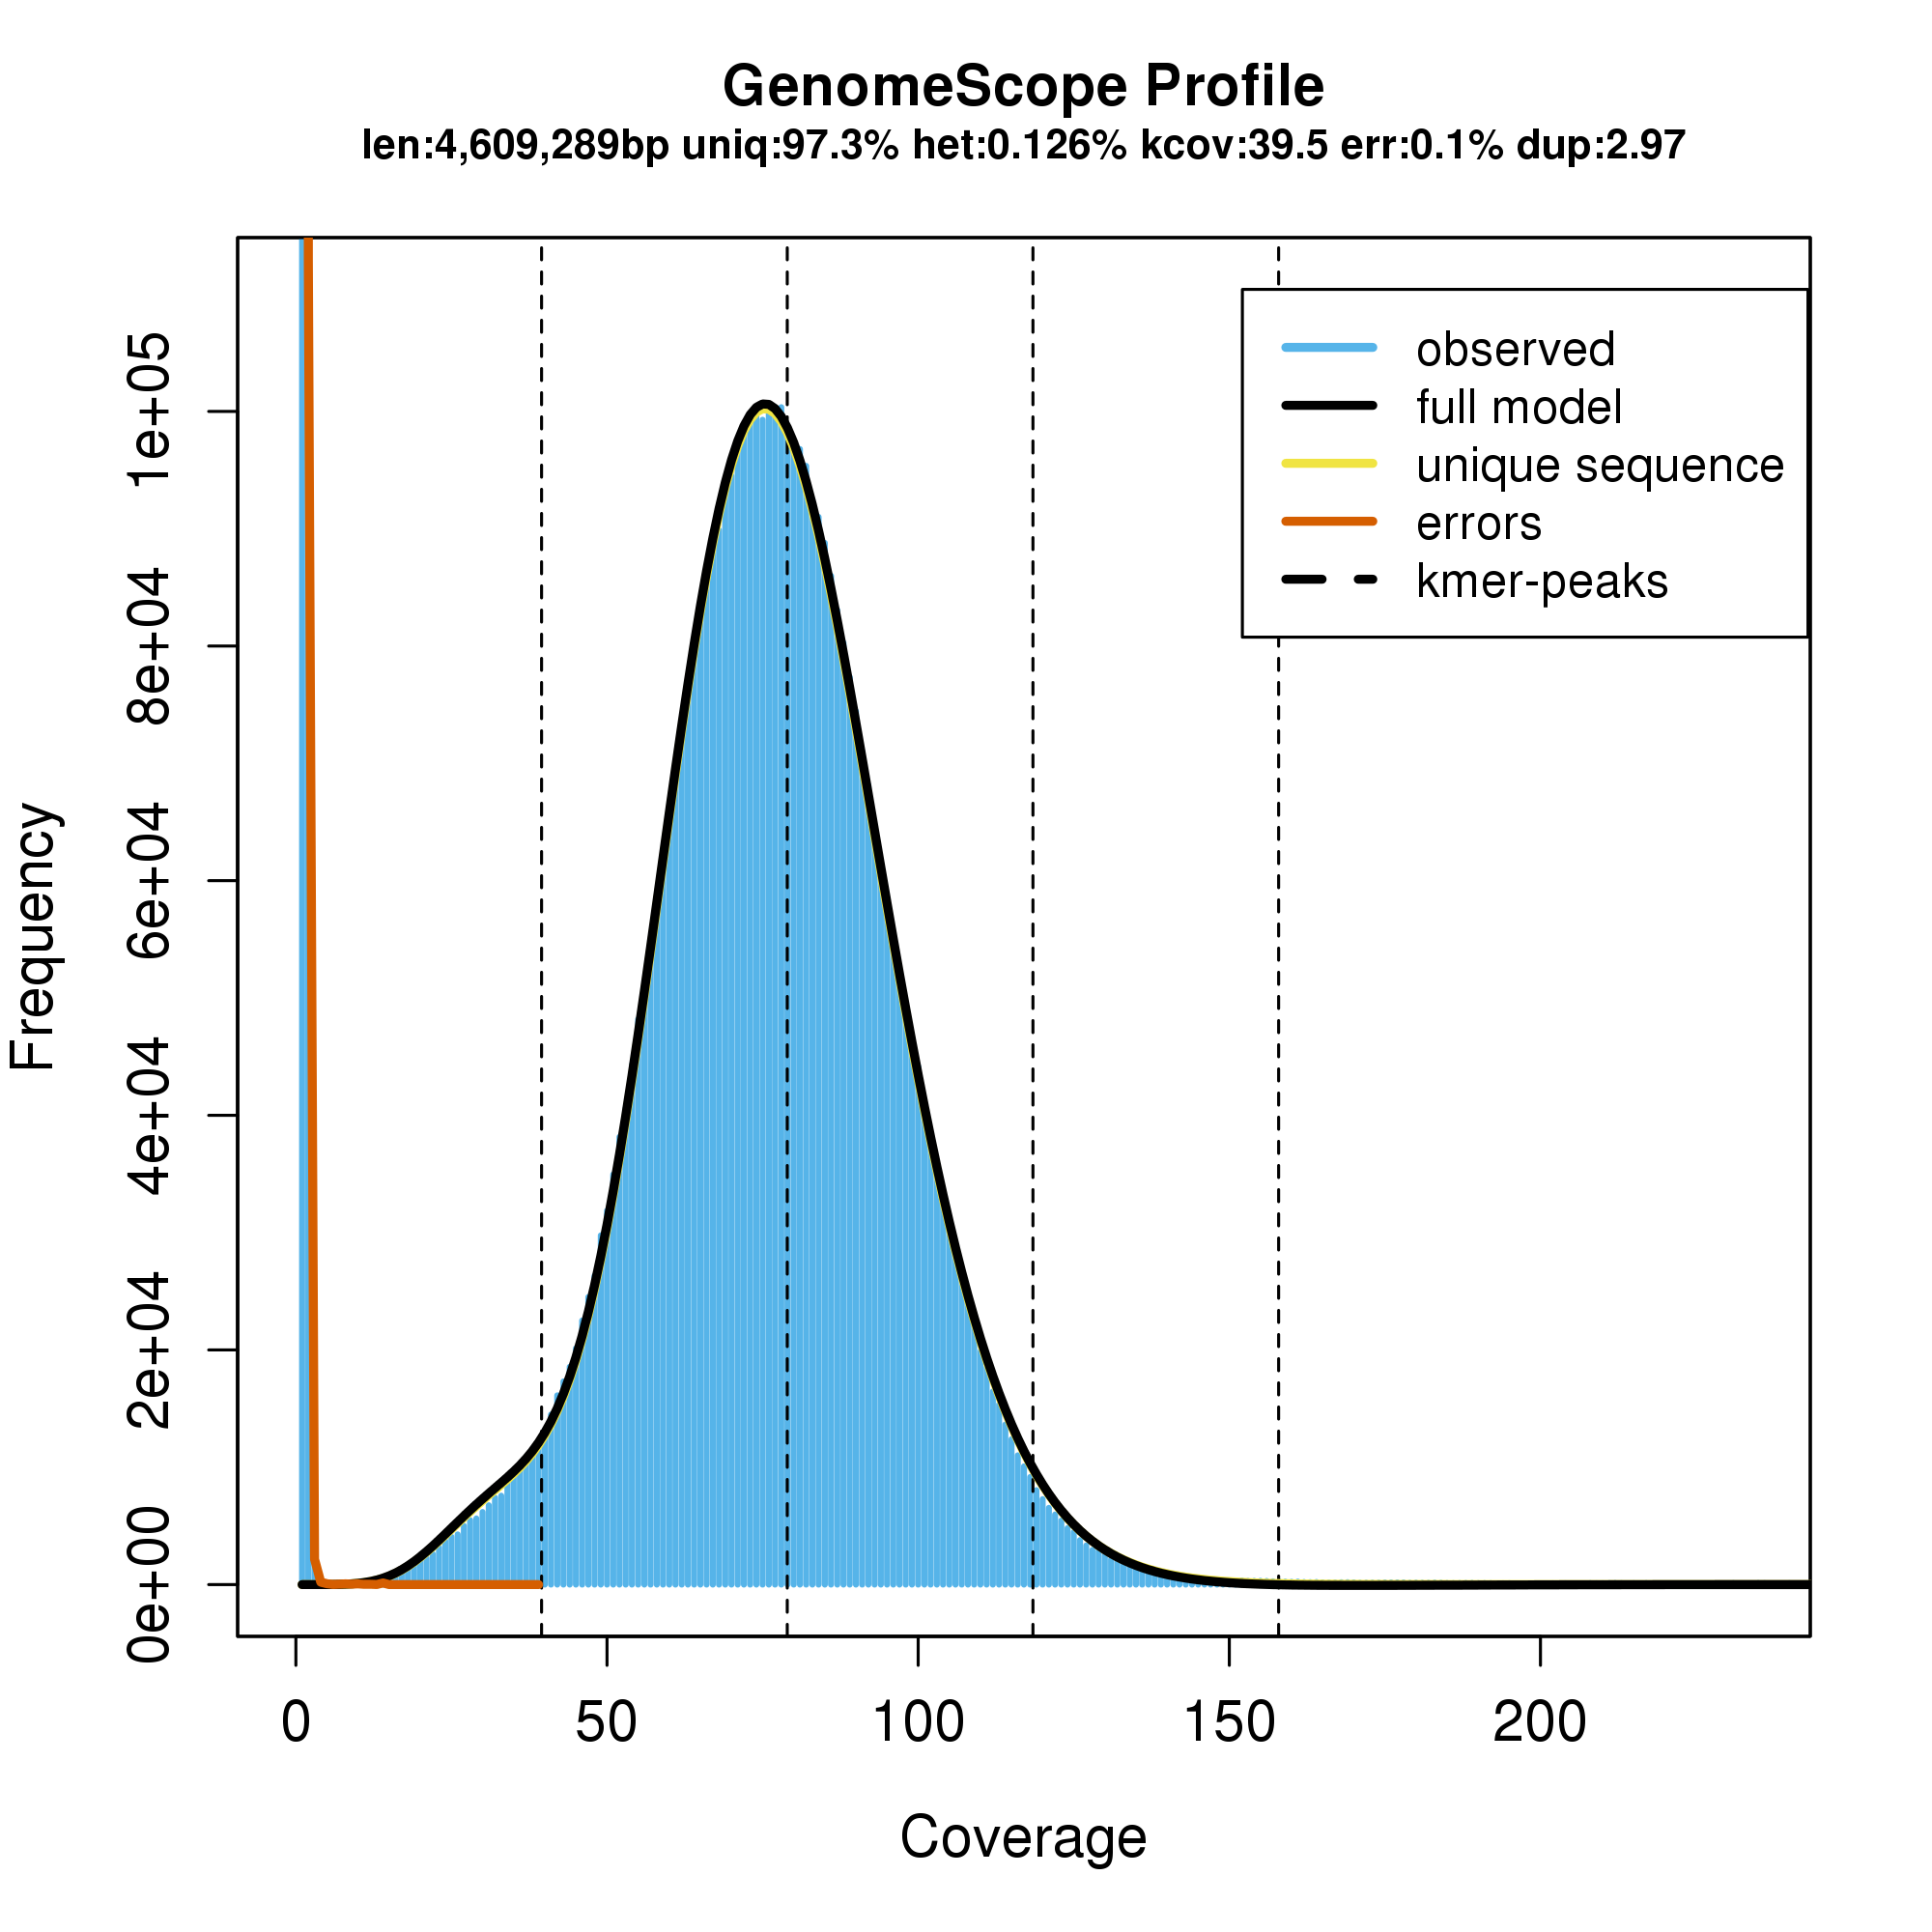 GenomeScope Profile
len:4,609,289bp uniq:97.3% het:0.126% kcov:39.5 err:0.1% dup:2.97
observed
full model
unique sequence
errors
kmer-peaks
Frequency
1e+05
8e+04
6e+04
4e+04
2e+04
0e+00
0 50 100 150 200
Coverage